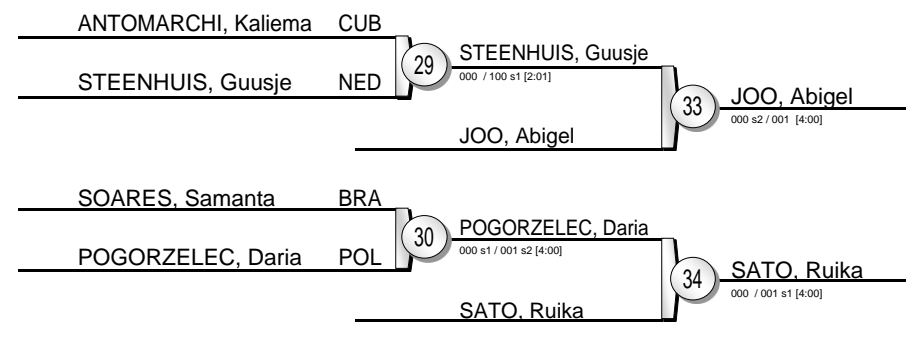 ANTOMARCHI, Kaliema CUB
STEENHUIS, Guusje NED
29
STEENHUIS, Guusje
000 / 100 s1 [2:01]
JOO, Abigel
33
JOO, Abigel
000 s2 / 001 [4:00]
SOARES, Samanta BRA
POGORZELEC, Daria POL
30
POGORZELEC, Daria
000 s1 / 001 s2 [4:00]
SATO, Ruika
34
SATO, Ruika
000 / 001 s1 [4:00]